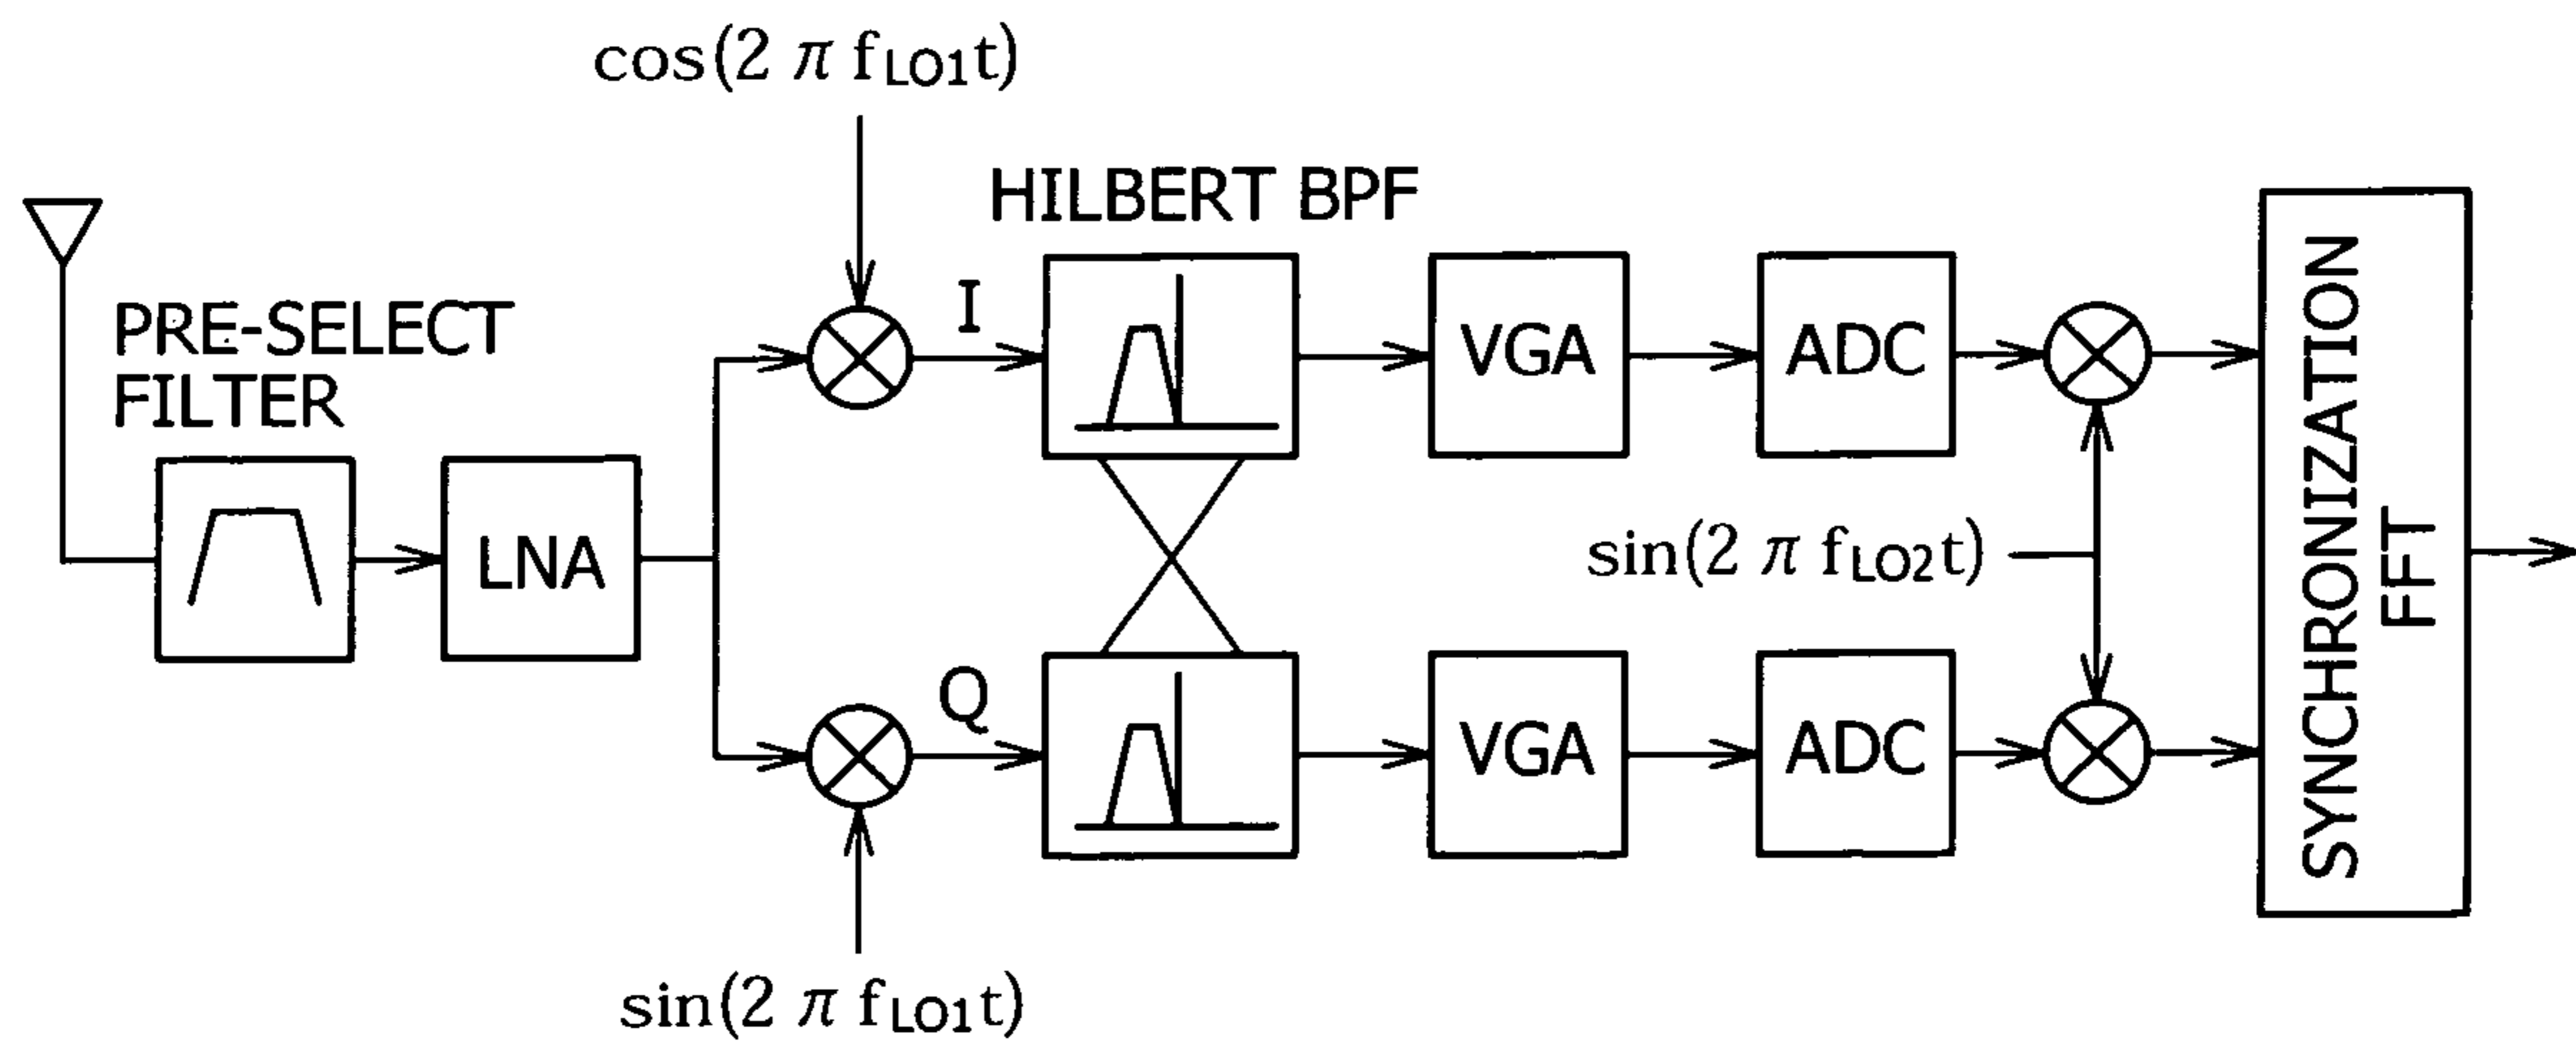 cos(2 π fLO1t)
HILBERT BPF
PRE-SELECT
FILTER
I
VGA
ADC
LNA
sin(2 π fLO2t)
SYNCHRONIZATION
FFT
Q
VGA
ADC
sin(2 π fLO1t)